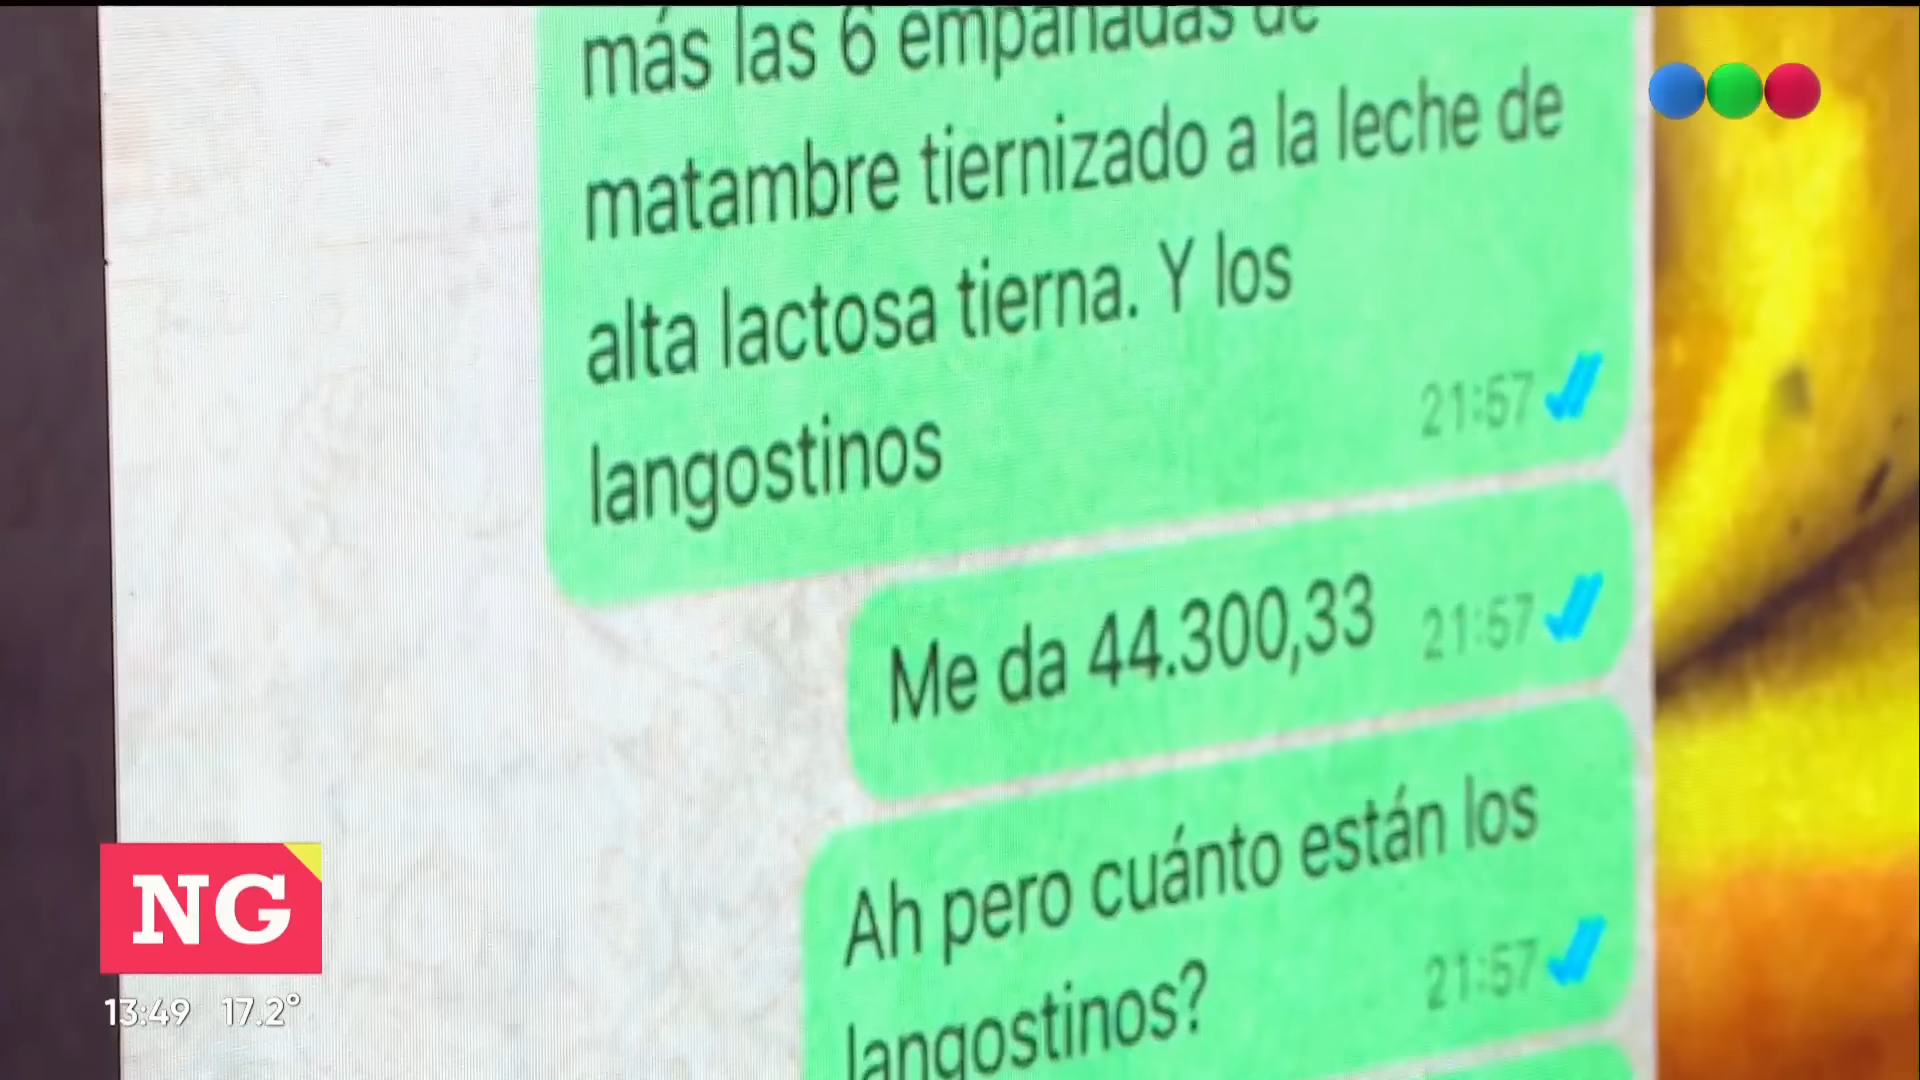 más las 6 empanadas de
matambre tiernizado a la leche de
alta lactosa tierna. Y los
langostinos
21:57
Me da 44.300,33 21:57
Ah pero cuánto están los
langostinos?
21:57
NG
13:49 17.2°